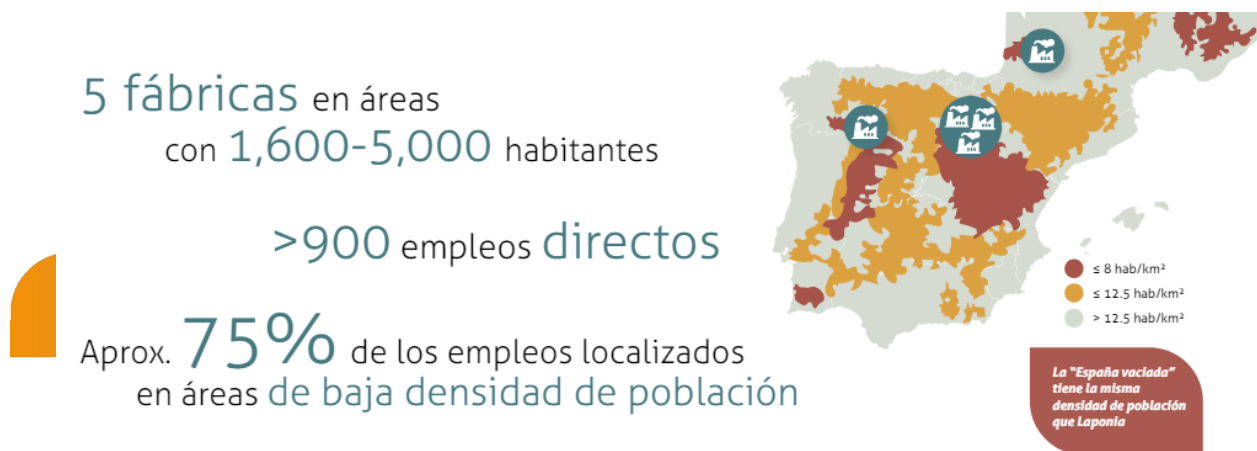 5 fábricas en áreas
con 1,600-5,000 habitantes
>900 empleos directos
Aprox. 75% de los empleos localizados
en áreas de baja densidad de población
≤ 8 hab/km²
≤ 12.5 hab/km²
> 12.5 hab/km²
La "España vaciada"
tiene la misma
densidad de población
que Laponia